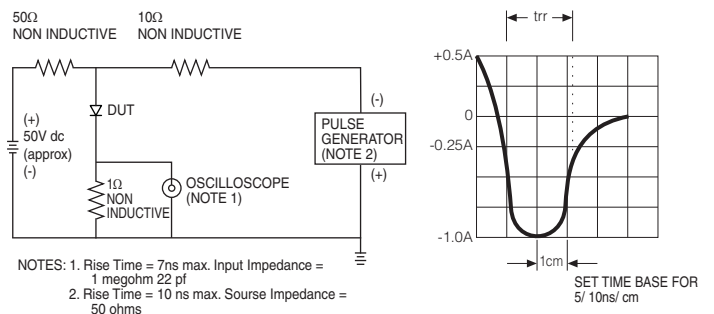 50Ω
NON INDUCTIVE
10Ω
NON INDUCTIVE
(+)
50V dc
(approx)
(-)
DUT
1Ω
NON
INDUCTIVE
OSCILLOSCOPE
(NOTE 1)
(-)
PULSE
GENERATOR
(NOTE 2)
(+)
NOTES: 1. Rise Time = 7ns max. Input Impedance =
1 megohm 22 pf
2. Rise Time = 10 ns max. Sourse Impedance =
50 ohms
trr
+0.5A
0
-0.25A
-1.0A
1cm
SET TIME BASE FOR
5/ 10ns/ cm